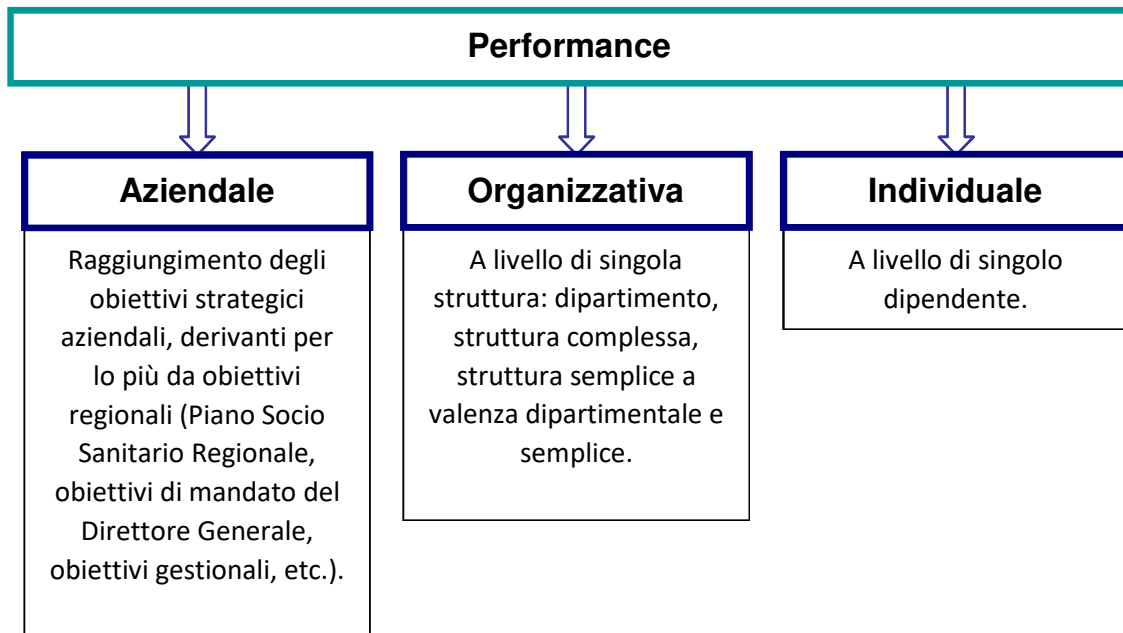 Performance
Aziendale
Raggiungimento degli
obiettivi strategici
aziendali, derivanti per
lo più da obiettivi
regionali (Piano Socio
Sanitario Regionale,
obiettivi di mandato del
Direttore Generale,
obiettivi gestionali, etc.).
Organizzativa
A livello di singola
struttura: dipartimento,
struttura complessa,
struttura semplice a
valenza dipartimentale e
semplice.
Individuale
A livello di singolo
dipendente.